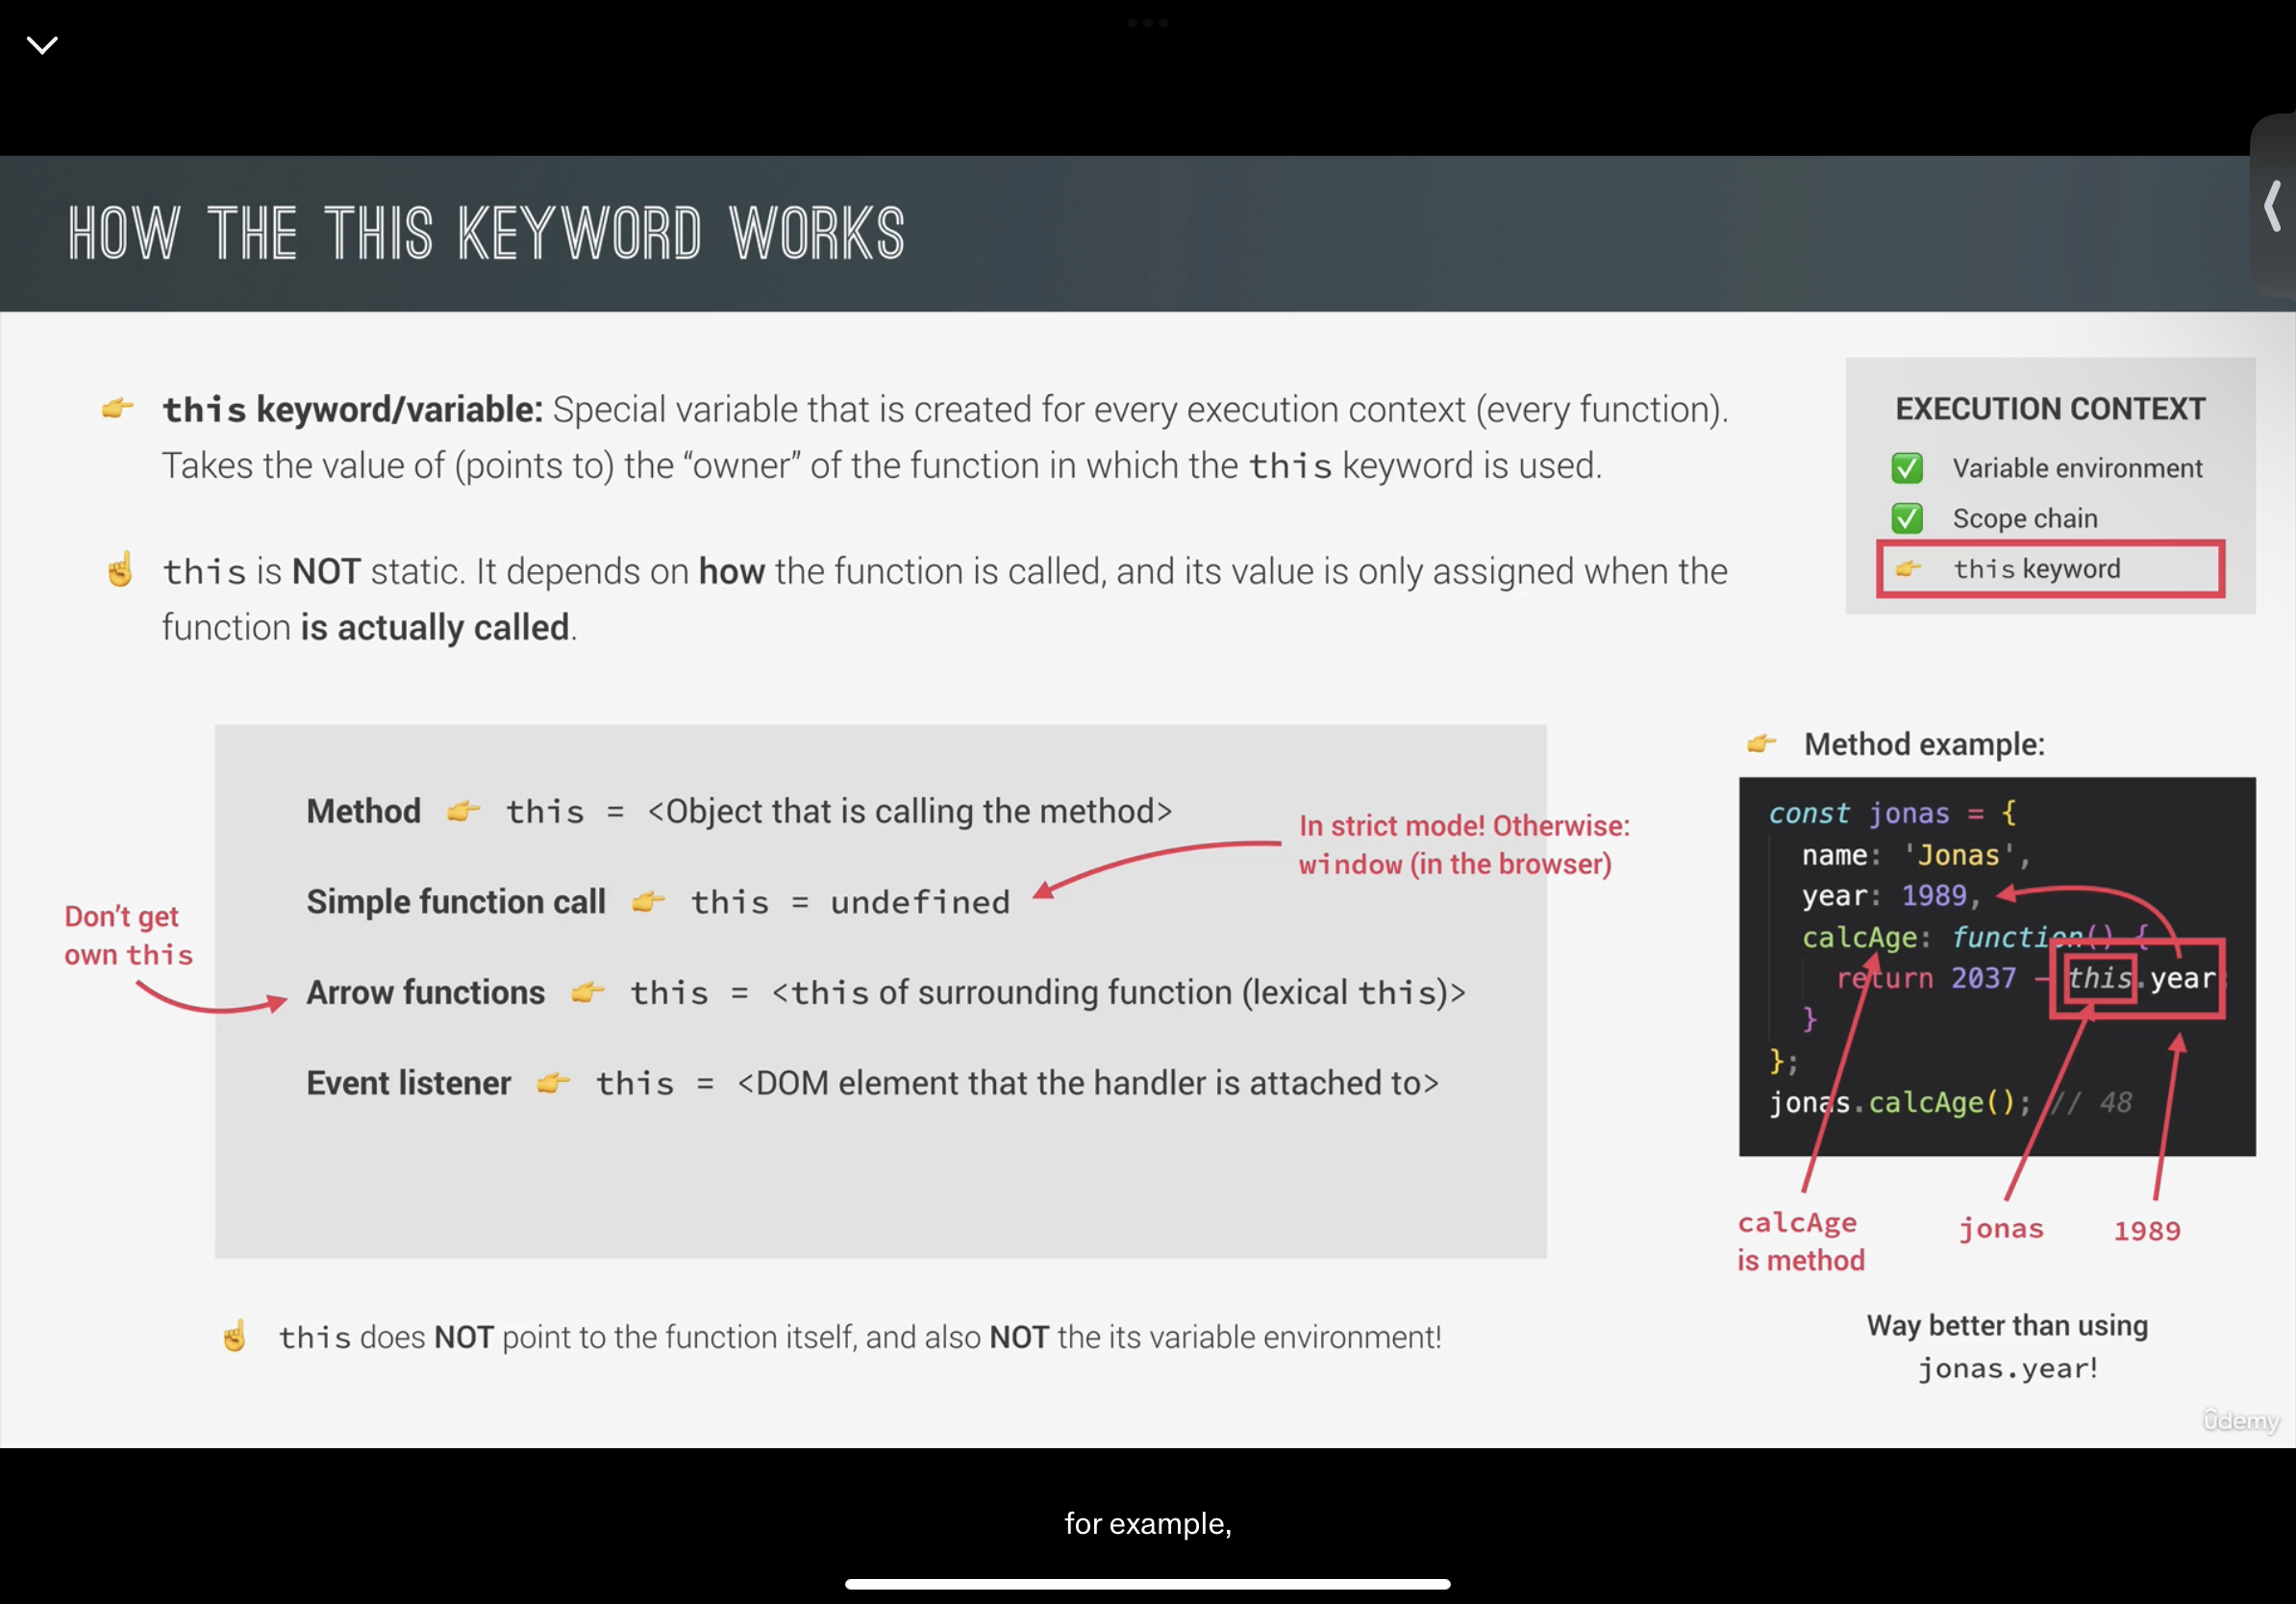 HOW THE THIS KEYWORD WORKS
👉 this keyword/variable: Special variable that is created for every execution context (every function).
Takes the value of (points to) the “owner” of the function in which the this keyword is used.
☝️ this is NOT static. It depends on how the function is called, and its value is only assigned when the
function is actually called.
EXECUTION CONTEXT
✅ Variable environment
✅ Scope chain
👉 this keyword
Method 👉 this = <Object that is calling the method>
Simple function call 👉 this = undefined
In strict mode! Otherwise:
window (in the browser)
Don’t get
own this
Arrow functions 👉 this = <this of surrounding function (lexical this)>
Event listener 👉 this = <DOM element that the handler is attached to>
☝️ this does NOT point to the function itself, and also NOT the its variable environment!
👉 Method example:
const jonas = {
name: 'Jonas',
year: 1989,
calcAge: function() {
return 2037 - this.year
}
};
jonas.calcAge(); // 48
calcAge
is method
jonas
1989
Way better than using
jonas.year!
ûdemy
for example,